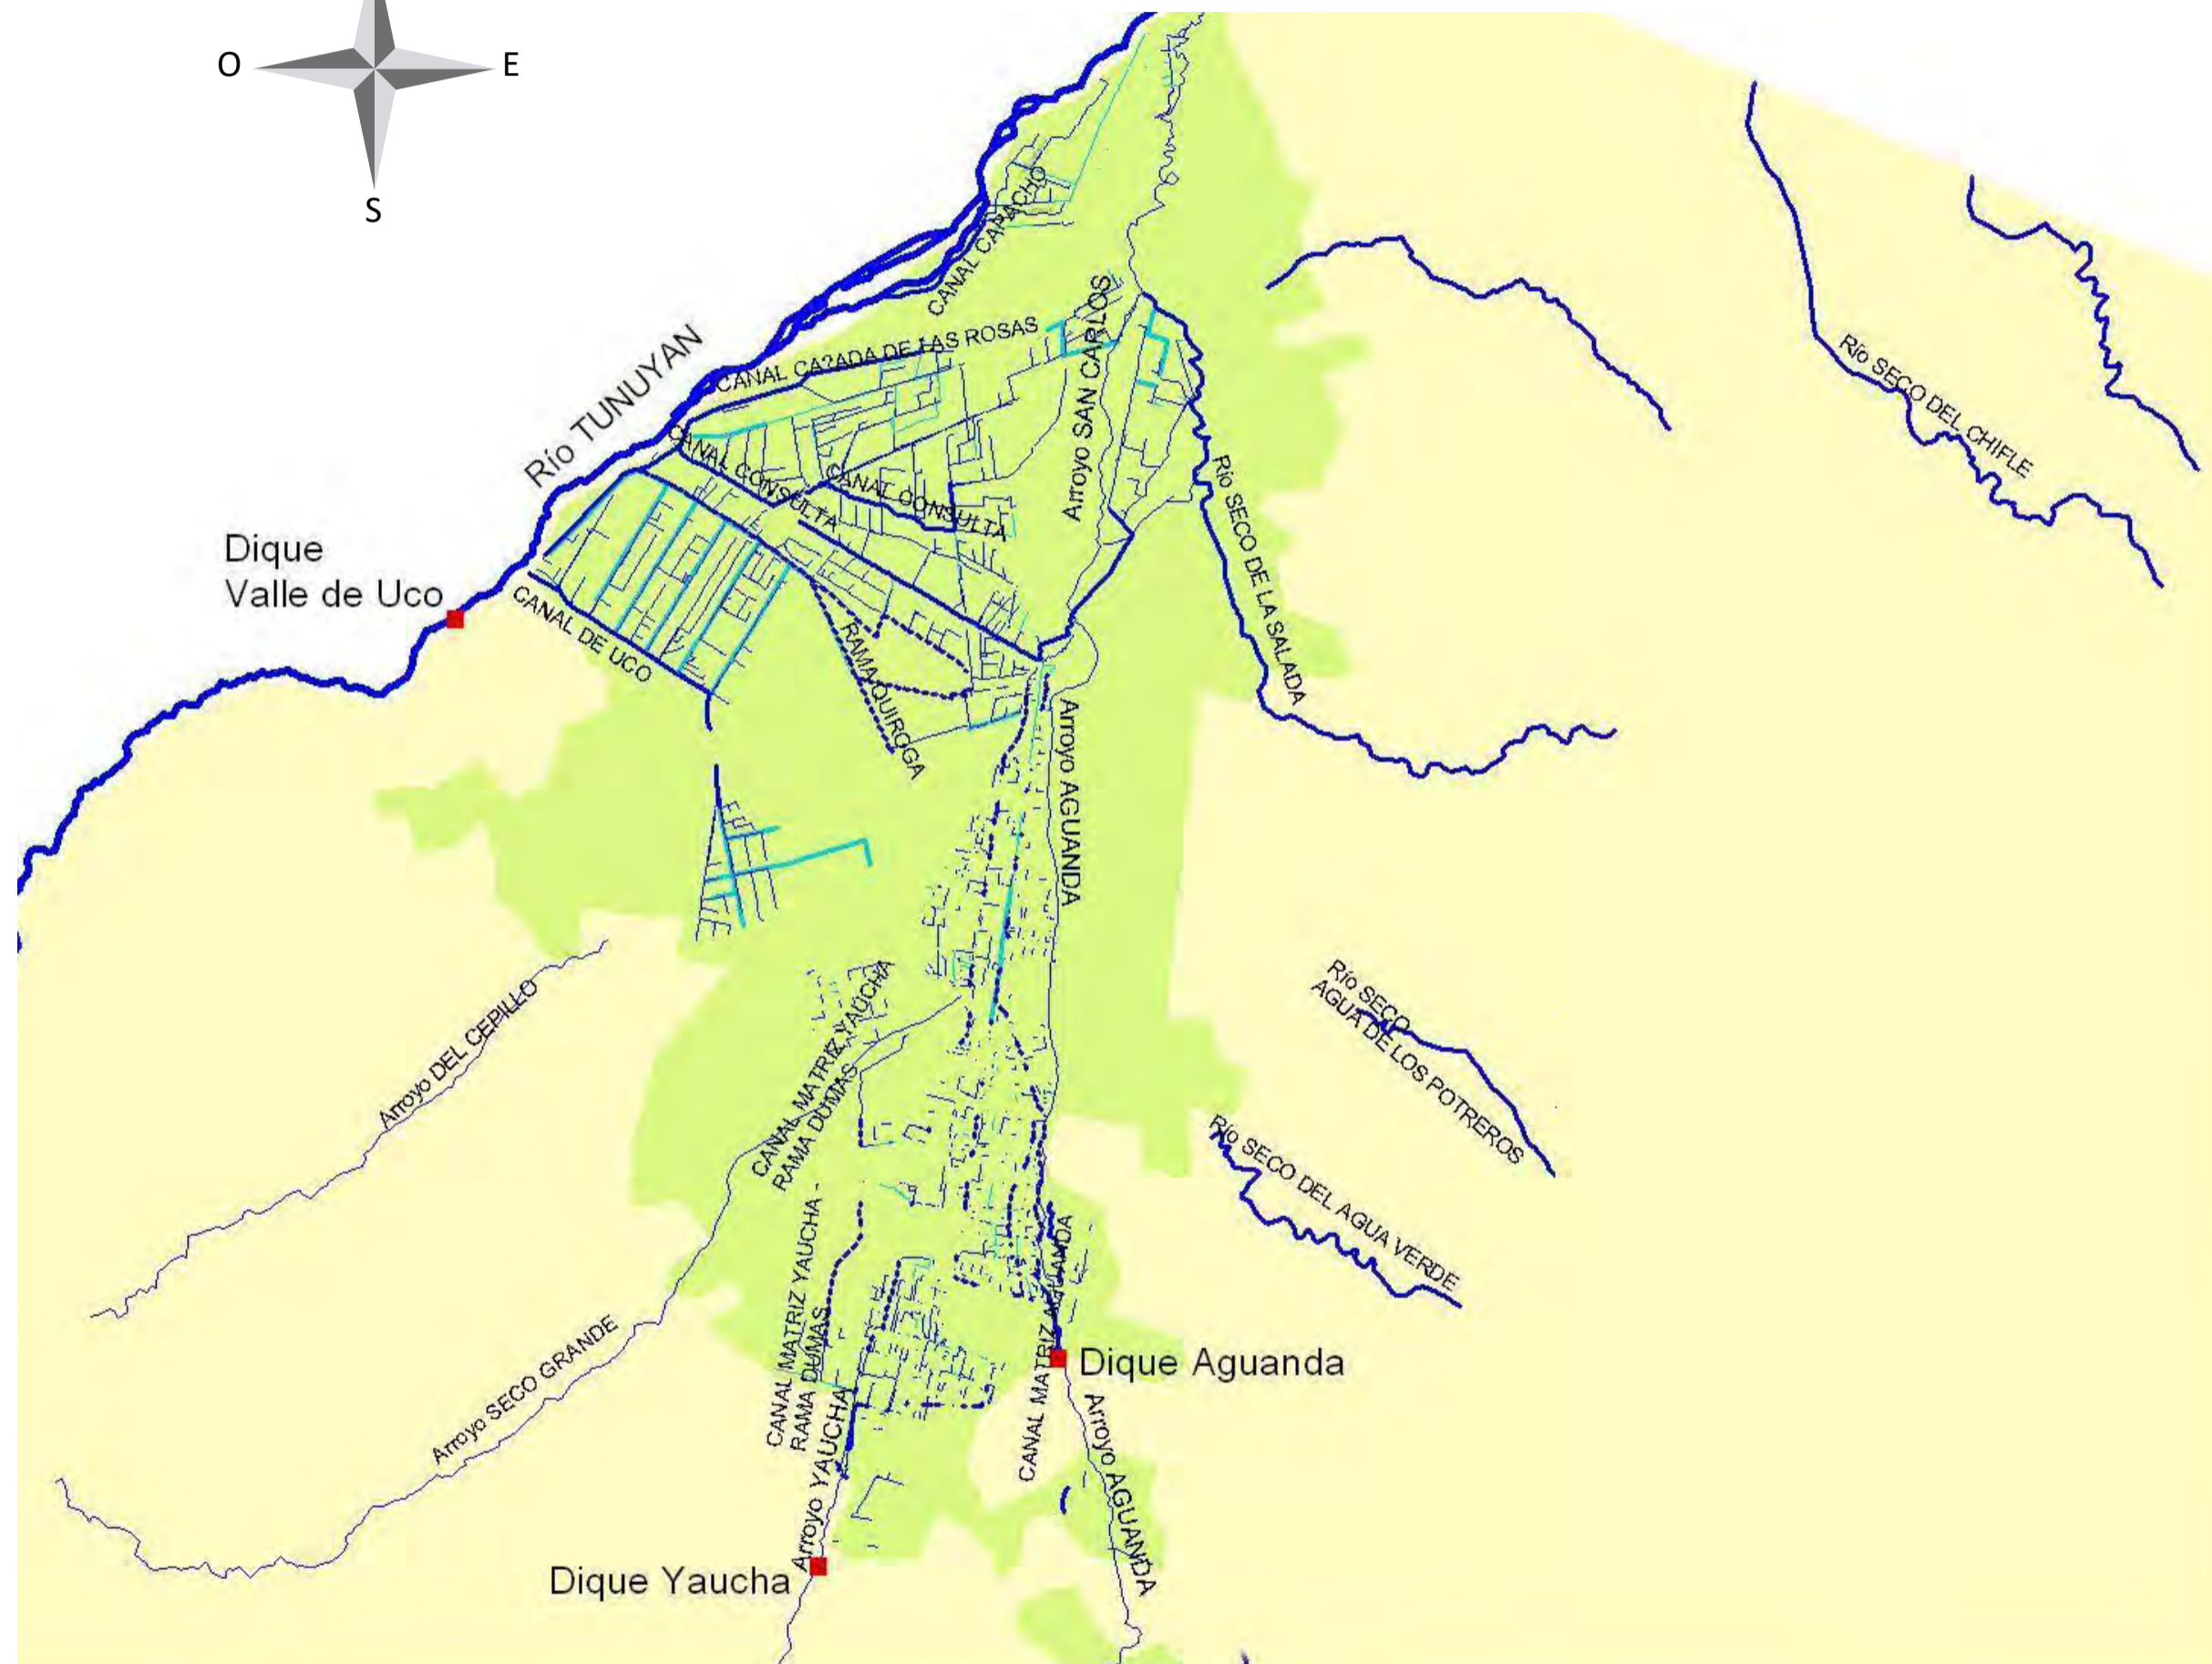 O
E
S
CANAL CAPACHO
CANAL CA?ADA DE LAS ROSAS
Arroyo SAN CARLOS
Río TUNUYAN
Río SECO DEL CHIFLE
CANAL CONSULTA
CANAL CONSULTA
Río SECO DE LA SALADA
Dique
Valle de Uco
CANAL DE UCO
RAMA QUIROGA
Arroyo AGUANDA
Arroyo DEL CEPILLO
CANAL MATRIZ YAUCHA
RAMA DUMAS
Río SECO
AGUA DE LOS POTREROS
Río SECO DEL AGUA VERDE
CANAL MATRIZ YAUCHA -
RAMA DUMAS
CANAL MATRIZ AGUANDA
Dique Aguanda
Arroyo SECO GRANDE
Arroyo YAUCHA
Arroyo AGUANDA
Dique Yaucha